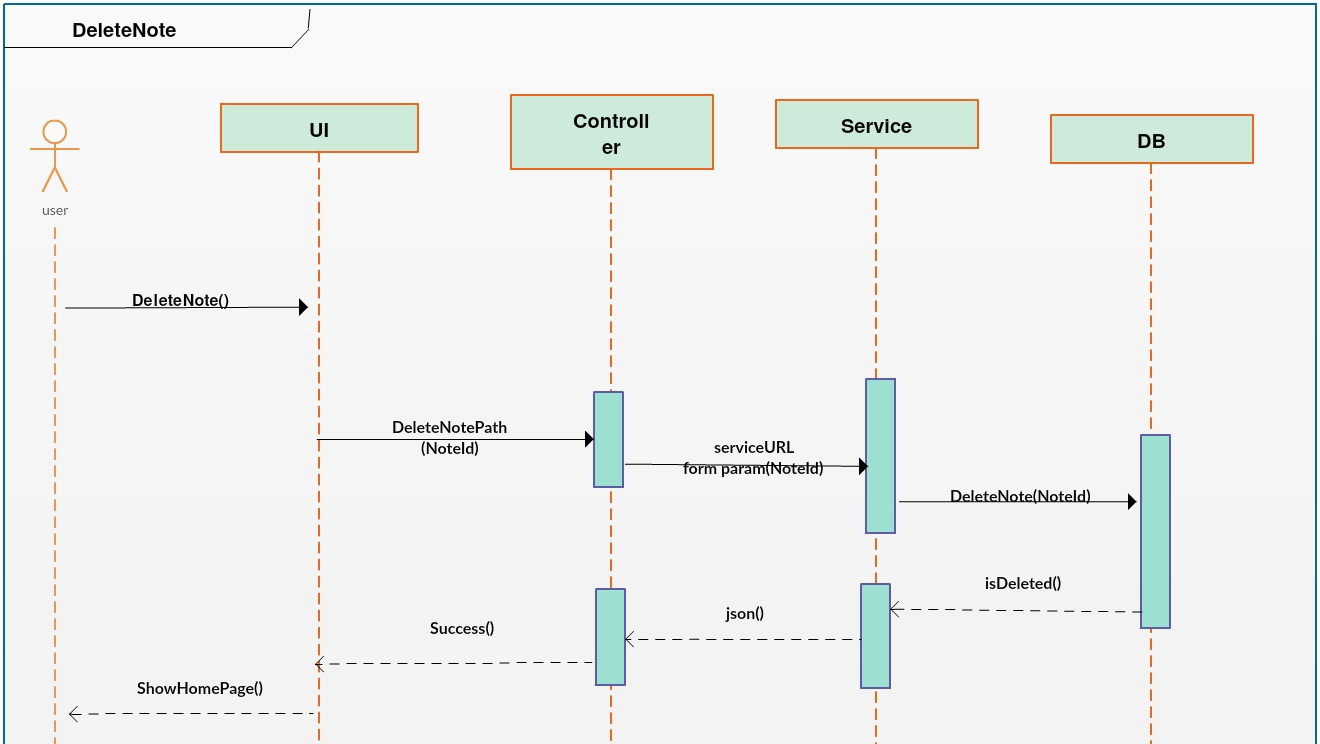 DeleteNote
UI
Controll
er
Service
DB
user
DeleteNote()
DeleteNotePath
(NoteId)
serviceURL
form param(NoteId)
DeleteNote(NoteId)
isDeleted()
json()
Success()
ShowHomePage()